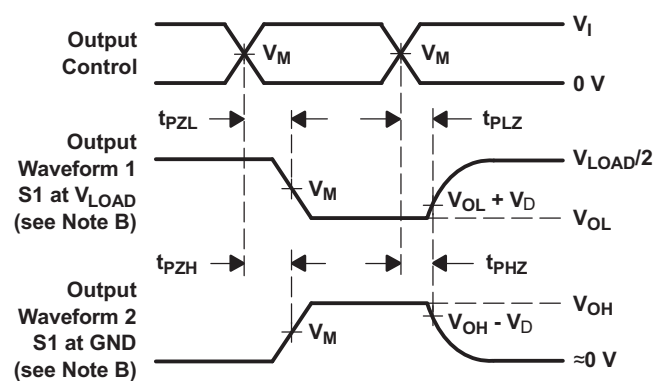 Output
Control
V_I
V_M
V_M
0 V
t_PZL
t_PLZ
Output
Waveform 1
S1 at V_LOAD
(see Note B)
V_LOAD/2
V_M
V_OL + V_D
V_OL
t_PZH
t_PHZ
Output
Waveform 2
S1 at GND
(see Note B)
V_OH
V_M
V_OH - V_D
≈0 V